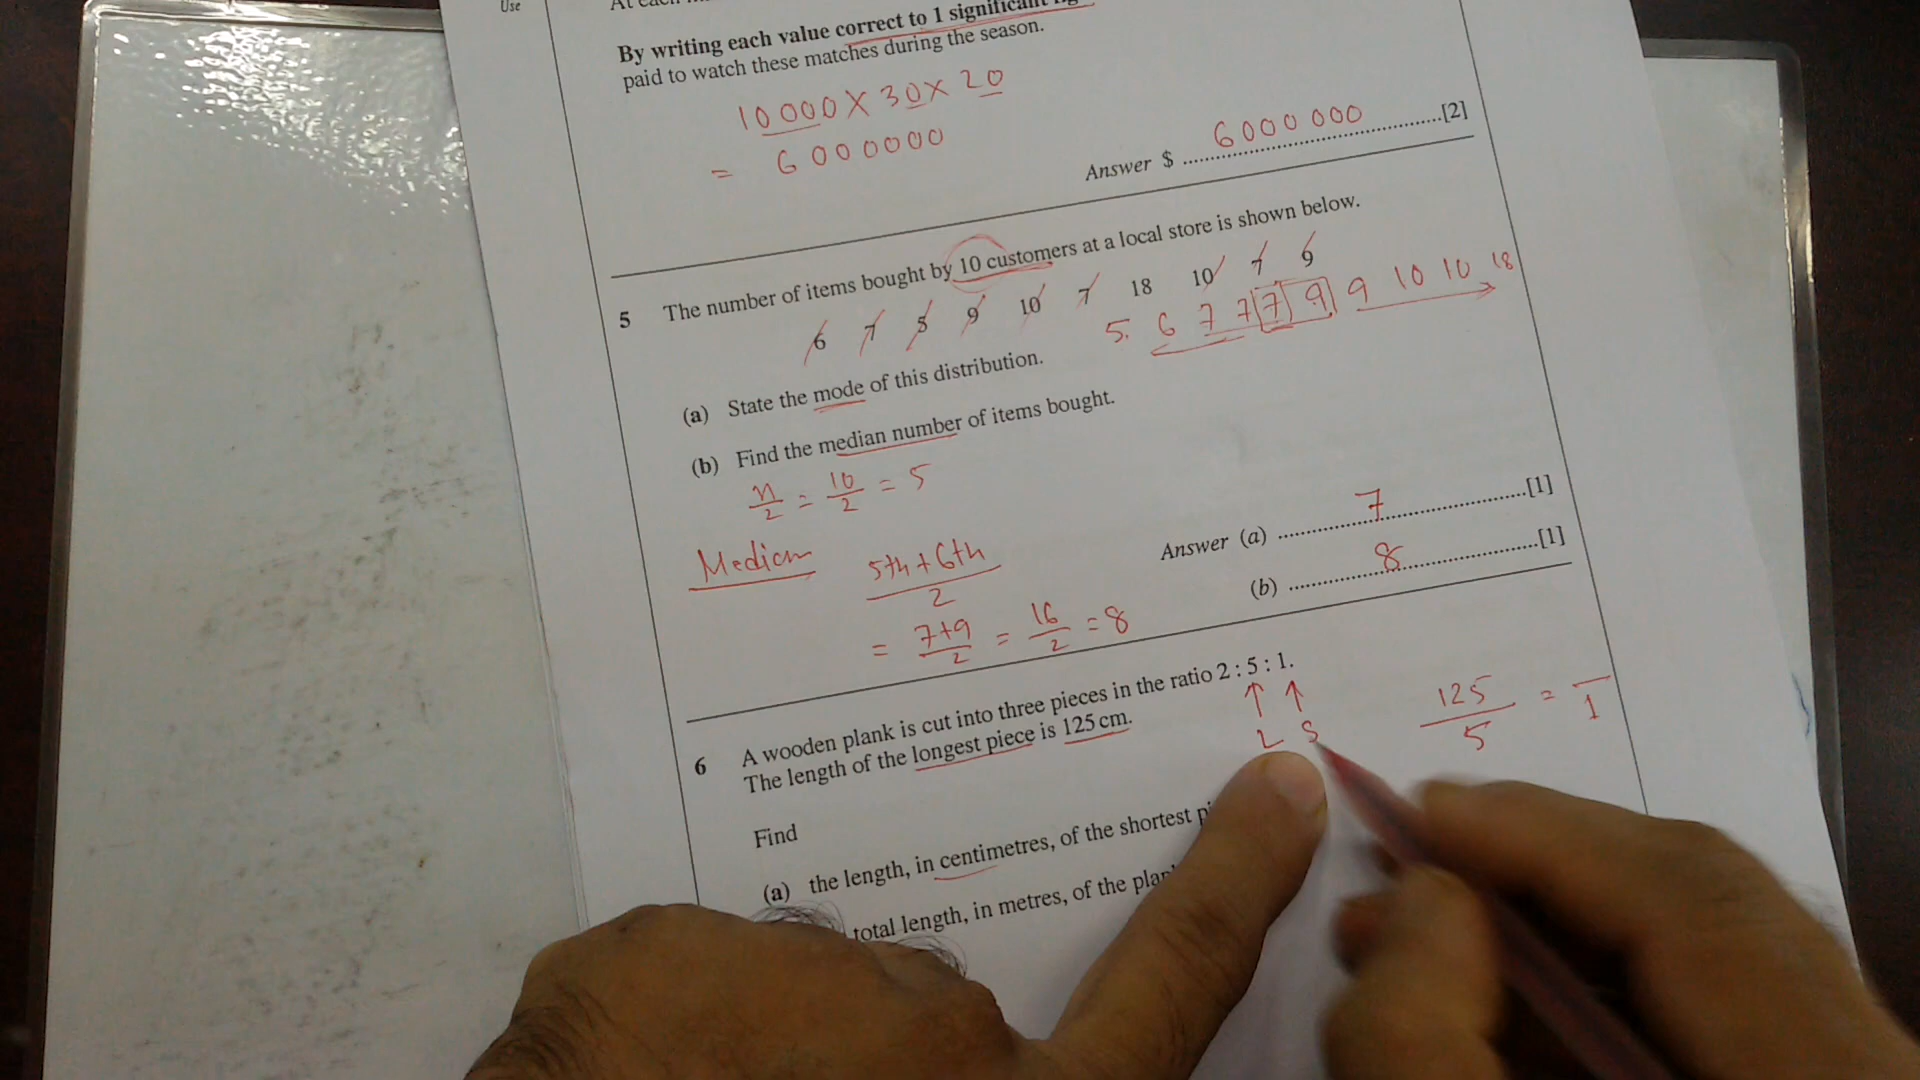 Use
At each
By writing each value correct to 1 significant
paid to watch these matches during the season.
10000 X 30 X 20
= 6000000
Answer $ 6000 000 [2]
5 The number of items bought by 10 customers at a local store is shown below.
6 7 5 9 10 7 18 10 7 9
5. 6 7 7 7 9 9 10 10 18
(a) State the mode of this distribution.
(b) Find the median number of items bought.
n/2 = 10/2 = 5
Answer (a) 7 [1]
(b) 8 [1]
Median 5th+6th/2
= 7+9/2 = 16/2 = 8
6 A wooden plank is cut into three pieces in the ratio 2 : 5 : 1.
The length of the longest piece is 125 cm.
L S
125/5 = —/1
Find
(a) the length, in centimetres, of the shortest
total length, in metres, of the